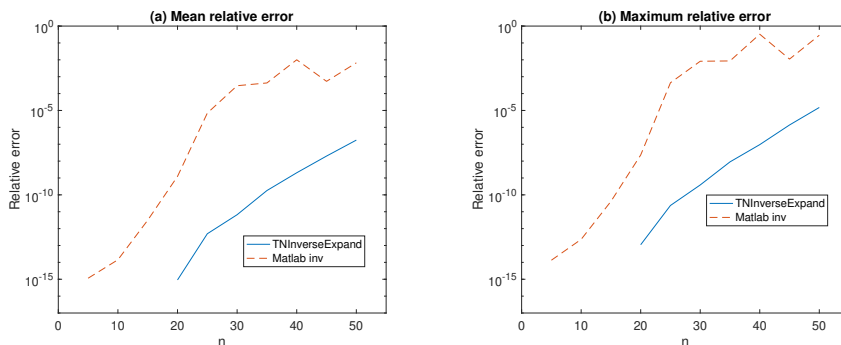 (a) Mean relative error
10^0
10^-5
10^-10
10^-15
Relative error
TNInverseExpand
Matlab inv
0 10 20 30 40 50
n
(b) Maximum relative error
10^0
10^-5
10^-10
10^-15
Relative error
TNInverseExpand
Matlab inv
0 10 20 30 40 50
n